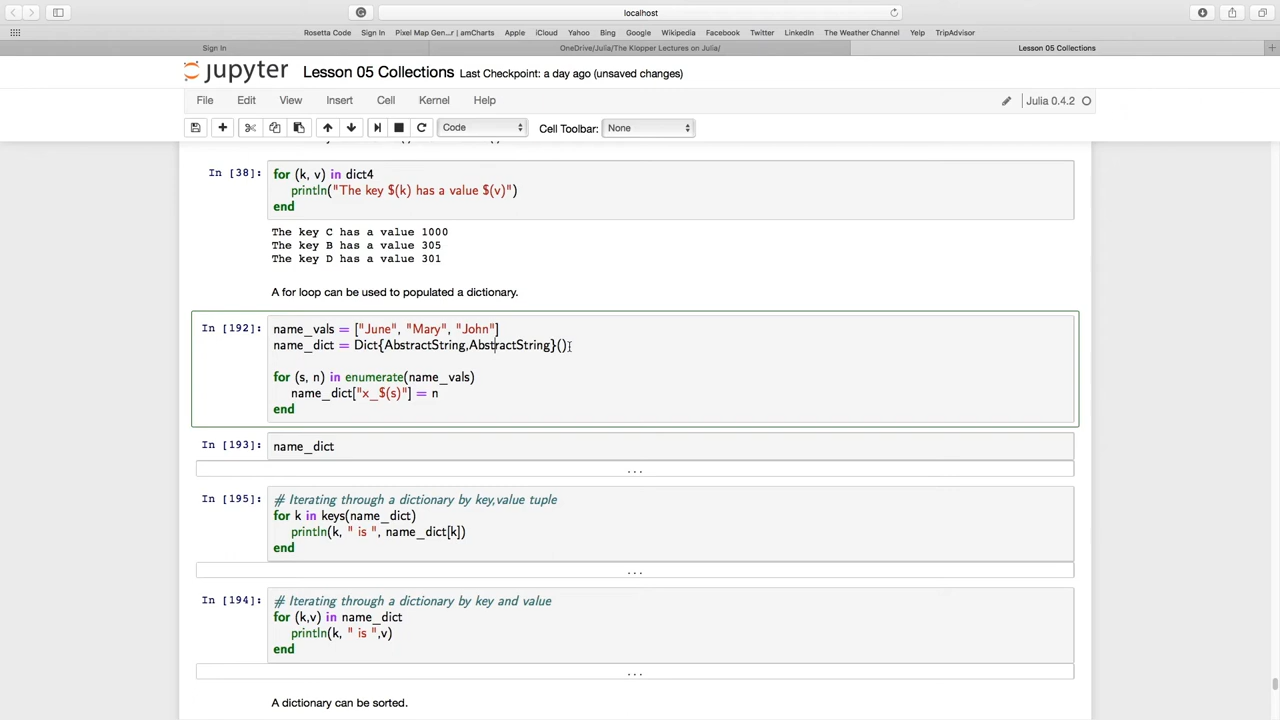 localhost
Rosetta Code Sign In Pixel Map Gen...r | amCharts Apple iCloud Yahoo Bing Google Wikipedia Facebook Twitter LinkedIn The Weather Channel Yelp TripAdvisor
Sign In OneDrive/Julia/The Klopper Lectures on Julia/ Lesson 05 Collections
jupyter Lesson 05 Collections Last Checkpoint: a day ago (unsaved changes)
File Edit View Insert Cell Kernel Help Julia 0.4.2
Code Cell Toolbar: None
In [38]: for (k, v) in dict4
println("The key $(k) has a value $(v)")
end
The key C has a value 1000
The key B has a value 305
The key D has a value 301
A for loop can be used to populated a dictionary.
In [192]: name_vals = ["June", "Mary", "John"]
name_dict = Dict{AbstractString,AbstractString}()
for (s, n) in enumerate(name_vals)
name_dict["x_$(s)"] = n
end
In [193]: name_dict
...
In [195]: # Iterating through a dictionary by key,value tuple
for k in keys(name_dict)
println(k, " is ", name_dict[k])
end
...
In [194]: # Iterating through a dictionary by key and value
for (k,v) in name_dict
println(k, " is ",v)
end
...
A dictionary can be sorted.